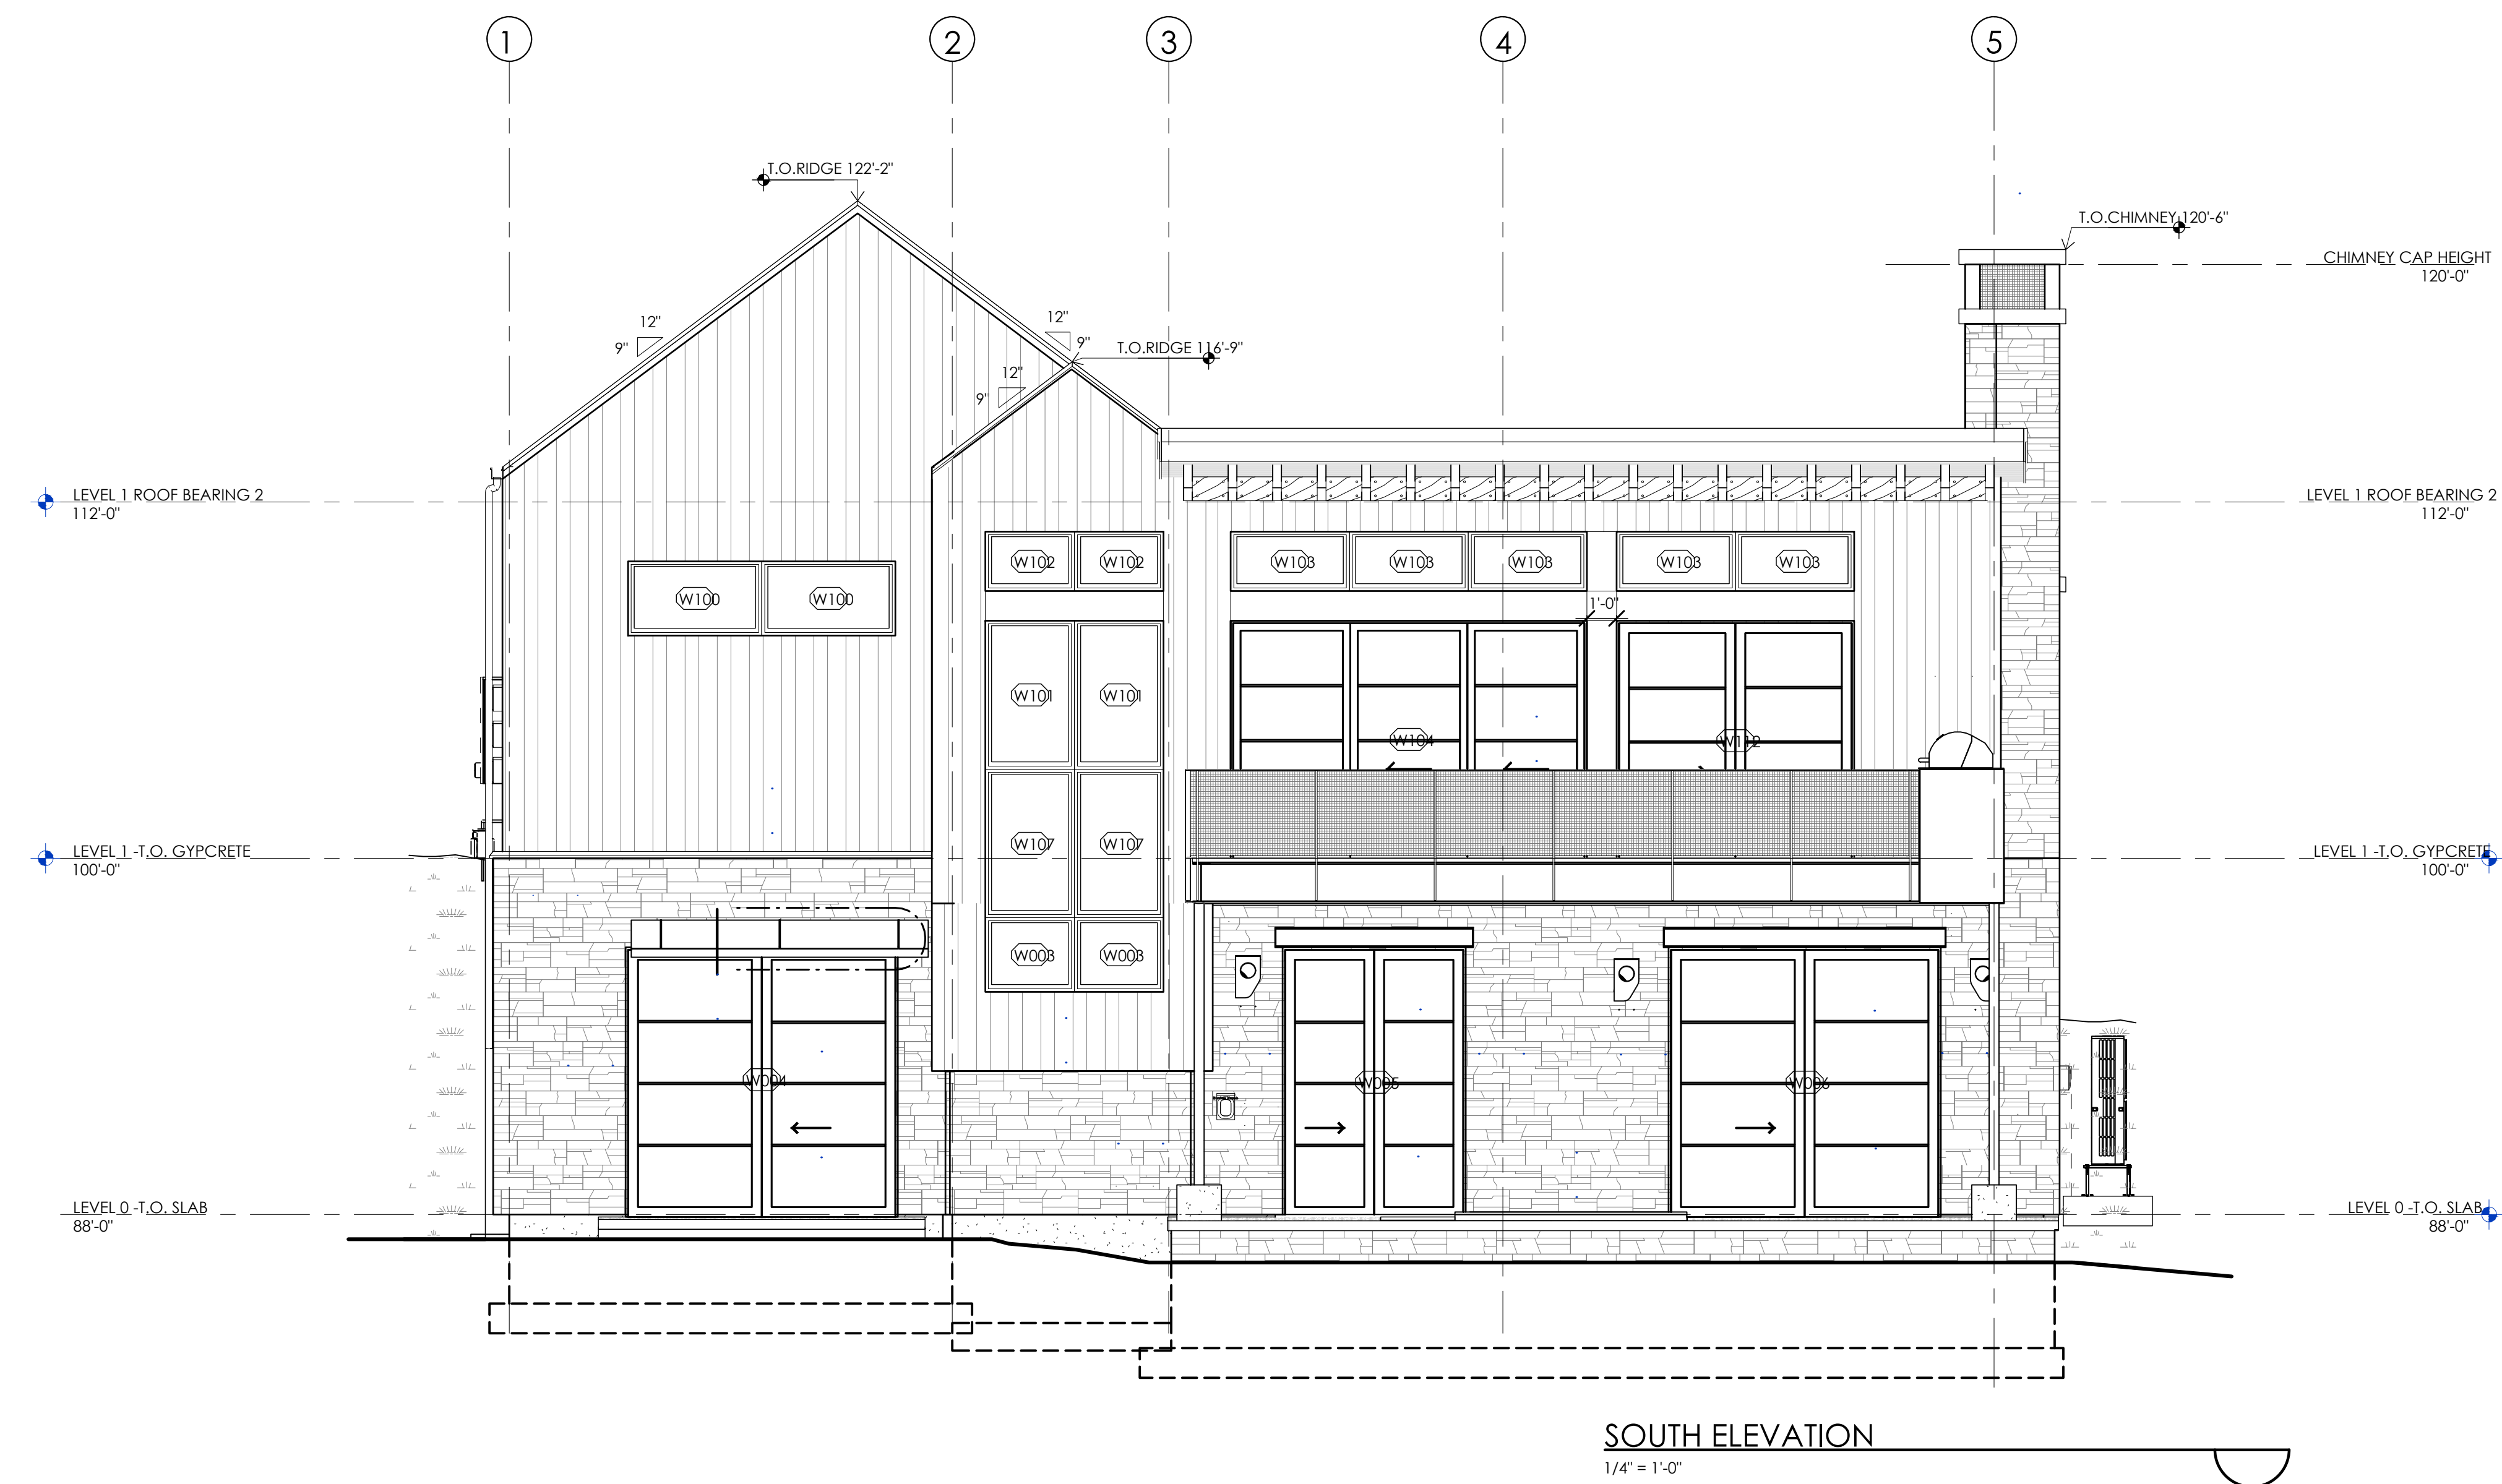 1
2
3
4
5
T.O.RIDGE 122'-2"
T.O.CHIMNEY 120'-6"
CHIMNEY CAP HEIGHT
120'-0"
12"
9"
12"
9"
T.O.RIDGE 116'-9"
12"
9"
LEVEL 1 ROOF BEARING 2
112'-0"
LEVEL 1 ROOF BEARING 2
112'-0"
W102
W102
W103
W103
W103
W103
W103
W100
W100
1'-0"
W101
W101
W104
W112
W107
W107
LEVEL 1 -T.O. GYPCRETE
100'-0"
LEVEL 1 -T.O. GYPCRETE
100'-0"
W003
W003
W004
W005
W006
LEVEL 0 -T.O. SLAB
88'-0"
LEVEL 0 -T.O. SLAB
88'-0"
SOUTH ELEVATION
1/4" = 1'-0"